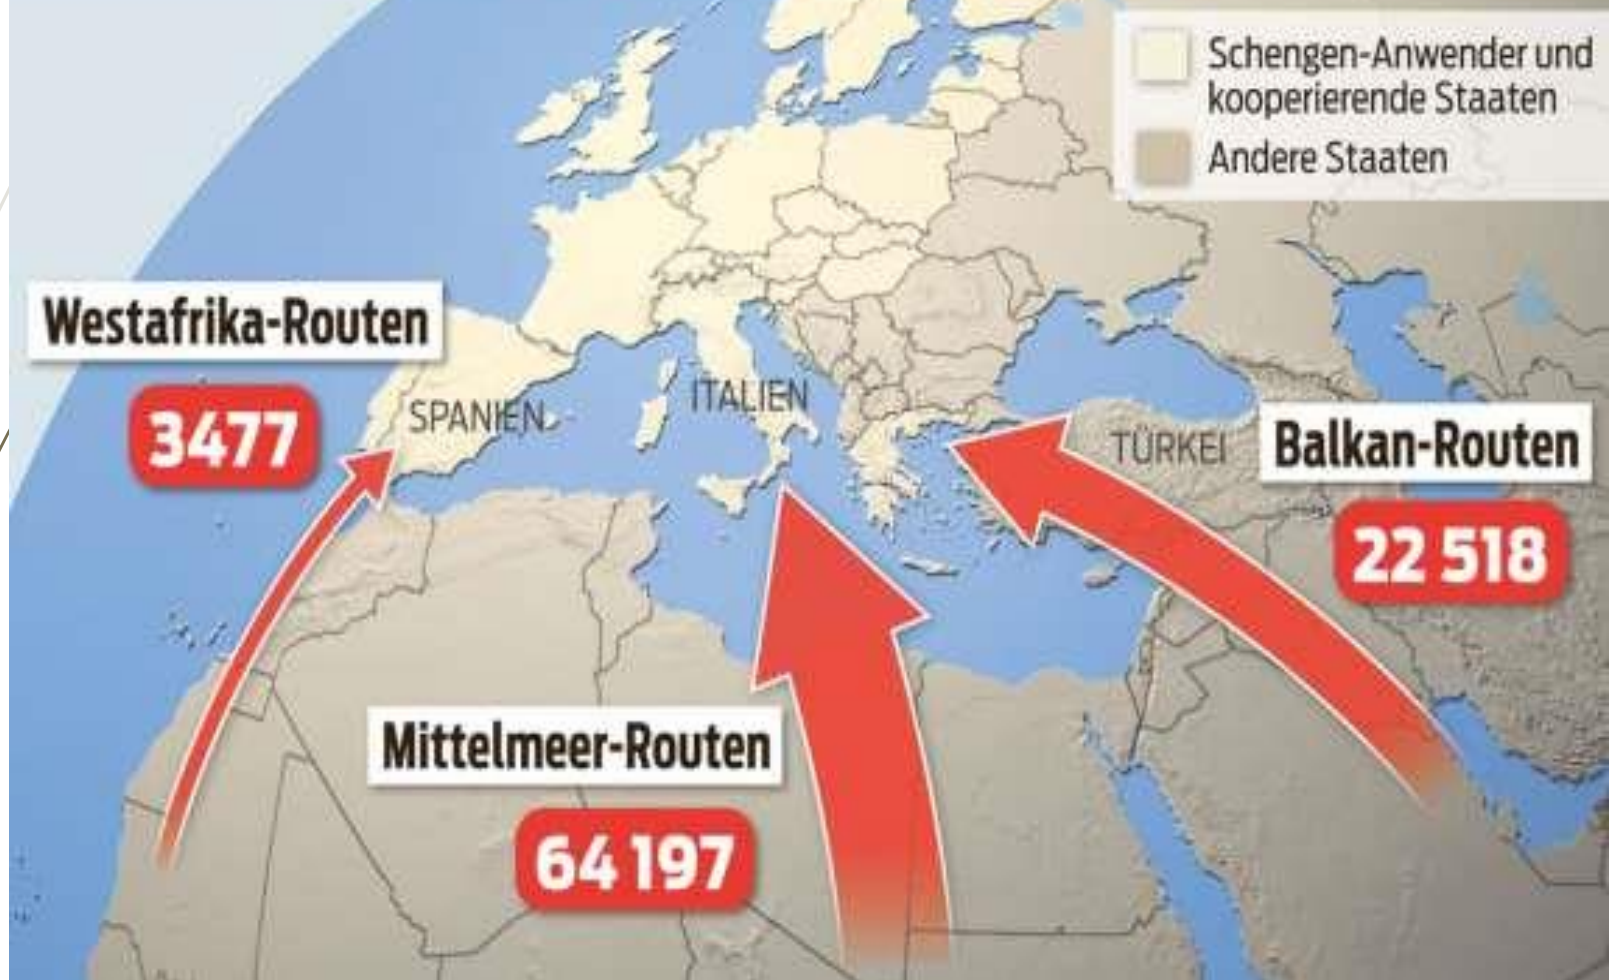 Schengen-Anwender und
kooperierende Staaten
Andere Staaten
Westafrika-Routen
3477
SPANIEN
ITALIEN
TÜRKEI
Balkan-Routen
22 518
Mittelmeer-Routen
64 197